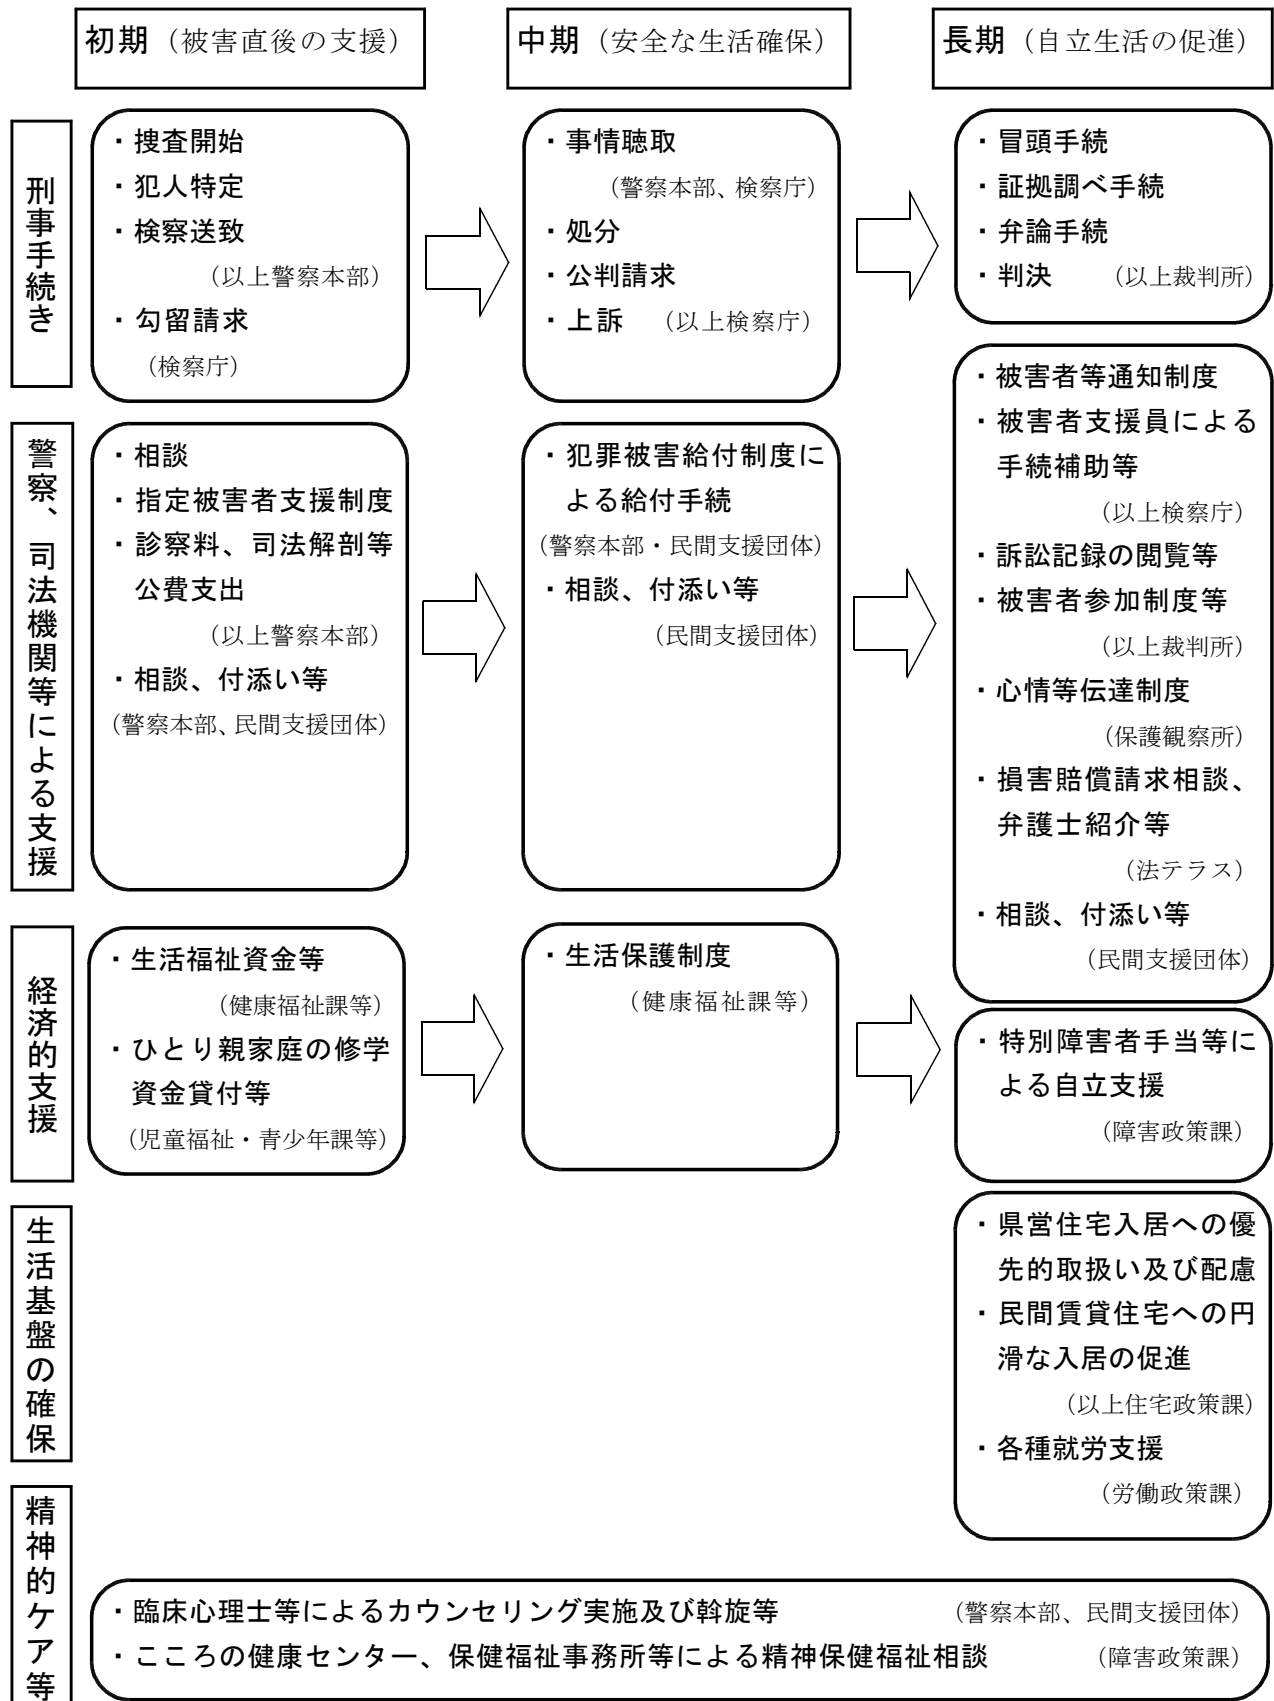 初期（被害直後の支援）
中期（安全な生活確保）
長期（自立生活の促進）
刑事手続き
・捜査開始
・犯人特定
・検察送致
（以上警察本部）
・勾留請求
（検察庁）
・事情聴取
（警察本部、検察庁）
・処分
・公判請求
・上訴　（以上検察庁）
・冒頭手続
・証拠調べ手続
・弁論手続
・判決　（以上裁判所）
警察、司法機関等による支援
・相談
・指定被害者支援制度
・診察料、司法解剖等
公費支出
（以上警察本部）
・相談、付添い等
（警察本部、民間支援団体）
・犯罪被害給付制度に
よる給付手続
（警察本部・民間支援団体）
・相談、付添い等
（民間支援団体）
・被害者等通知制度
・被害者支援員による
手続補助等
（以上検察庁）
・訴訟記録の閲覧等
・被害者参加制度等
（以上裁判所）
・心情等伝達制度
（保護観察所）
・損害賠償請求相談、
弁護士紹介等
（法テラス）
・相談、付添い等
（民間支援団体）
経済的支援
・生活福祉資金等
（健康福祉課等）
・ひとり親家庭の修学
資金貸付等
（児童福祉・青少年課等）
・生活保護制度
（健康福祉課等）
・特別障害者手当等に
よる自立支援
（障害政策課）
生活基盤の確保
・県営住宅入居への優
先的取扱い及び配慮
・民間賃貸住宅への円
滑な入居の促進
（以上住宅政策課）
・各種就労支援
（労働政策課）
精神的ケア等
・臨床心理士等によるカウンセリング実施及び斡旋等　（警察本部、民間支援団体）
・こころの健康センター、保健福祉事務所等による精神保健福祉相談　（障害政策課）